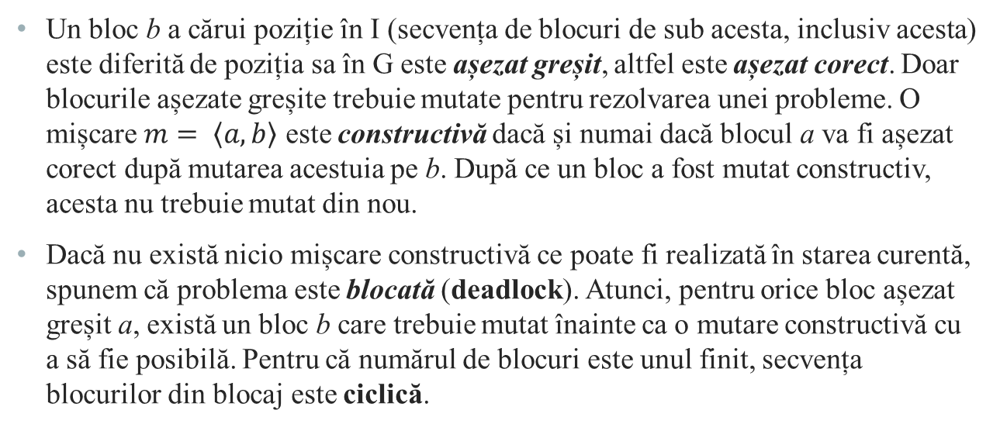 • Un bloc b a cărui poziție în I (secvența de blocuri de sub acesta, inclusiv acesta)
este diferită de poziția sa în G este așezat greșit, altfel este așezat corect. Doar
blocurile așezate greșite trebuie mutate pentru rezolvarea unei probleme. O
mișcare m = ⟨a, b⟩ este constructivă dacă și numai dacă blocul a va fi așezat
corect după mutarea acestuia pe b. După ce un bloc a fost mutat constructiv,
acesta nu trebuie mutat din nou.
• Dacă nu există nicio mișcare constructivă ce poate fi realizată în starea curentă,
spunem că problema este blocată (deadlock). Atunci, pentru orice bloc așezat
greșit a, există un bloc b care trebuie mutat înainte ca o mutare constructivă cu
a să fie posibilă. Pentru că numărul de blocuri este unul finit, secvența
blocurilor din blocaj este ciclică.